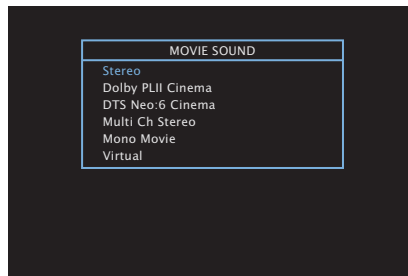 MOVIE SOUND
Stereo
Dolby PLII Cinema
DTS Neo:6 Cinema
Multi Ch Stereo
Mono Movie
Virtual